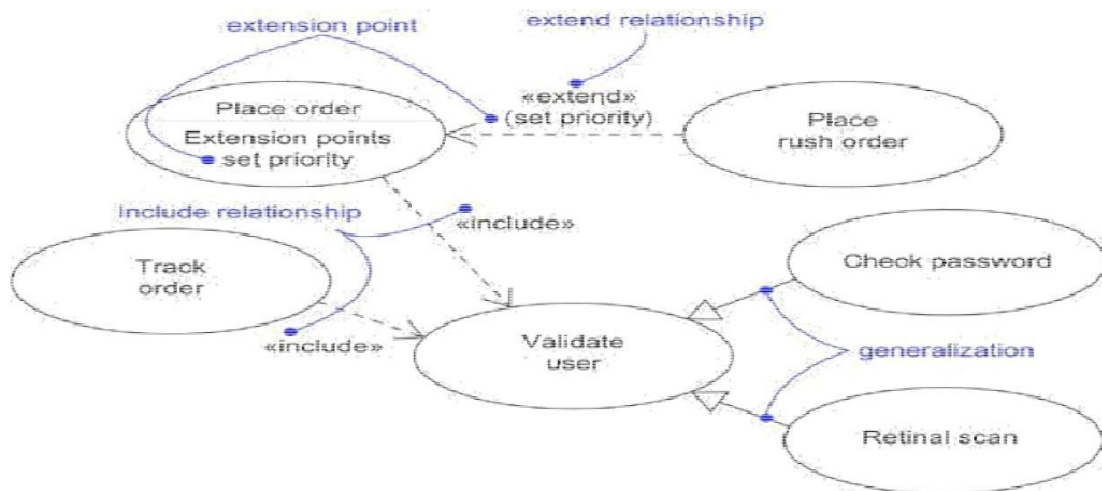 extension point
extend relationship
«extend»
(set priority)
Place order
Extension points
set priority
Place
rush order
Include relationship
«include»
Track
order
«include»
Check password
Validate
user
generalization
Retinal scan